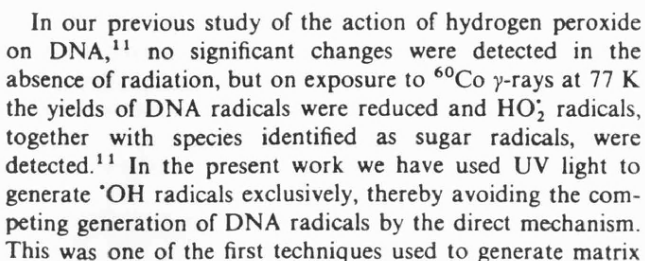 In our previous study of the action of hydrogen peroxide
on DNA,¹¹ no significant changes were detected in the
absence of radiation, but on exposure to ⁶⁰Co γ-rays at 77 K
the yields of DNA radicals were reduced and HO₂˙ radicals,
together with species identified as sugar radicals, were
detected.¹¹ In the present work we have used UV light to
generate ˙OH radicals exclusively, thereby avoiding the com-
peting generation of DNA radicals by the direct mechanism.
This was one of the first techniques used to generate matrix